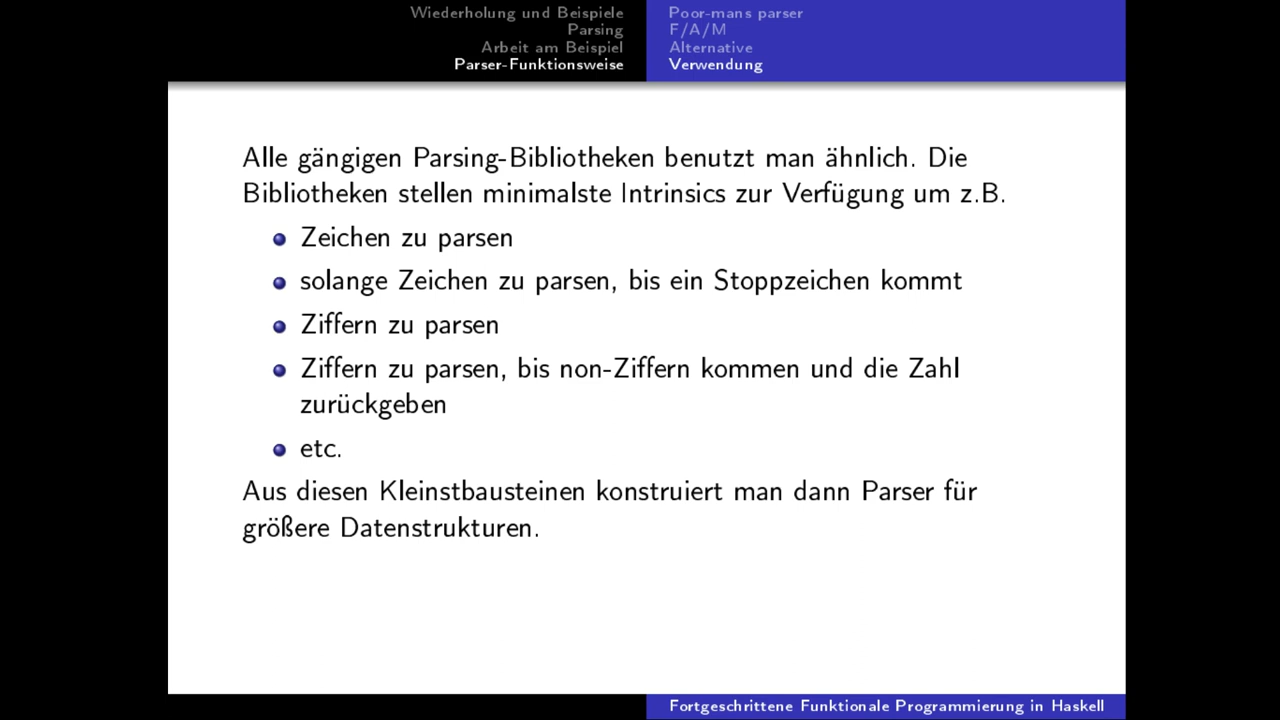 Wiederholung und Beispiele
Parsing
Arbeit am Beispiel
Parser-Funktionsweise
Poor-mans parser
F/A/M
Alternative
Verwendung
Alle gängigen Parsing-Bibliotheken benutzt man ähnlich. Die
Bibliotheken stellen minimalste Intrinsics zur Verfügung um z.B.
Zeichen zu parsen
solange Zeichen zu parsen, bis ein Stoppzeichen kommt
Ziffern zu parsen
Ziffern zu parsen, bis non-Ziffern kommen und die Zahl
zurückgeben
etc.
Aus diesen Kleinstbausteinen konstruiert man dann Parser für
größere Datenstrukturen.
Fortgeschrittene Funktionale Programmierung in Haskell